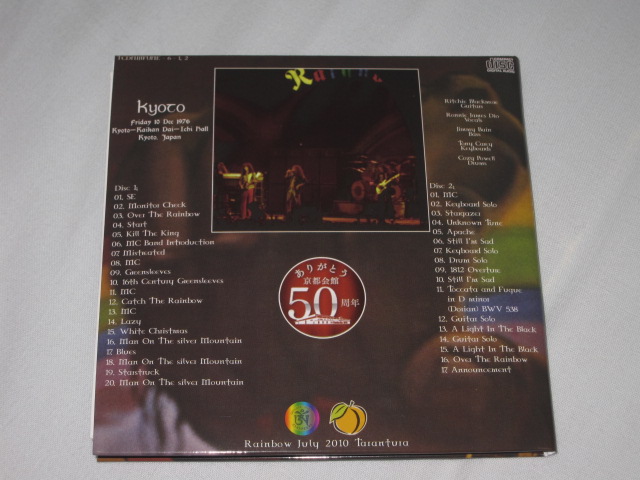 Rainbow
Kyoto
Friday 10 Dec 1976
Kyoto-Kaikan Dai-Ichi Hall
Kyoto, Japan
Ritchie Blackmore
Guitars
Ronnie James Dio
Vocals
Jimmy Bain
Bass
Tony Carey
Keyboards
Cozy Powell
Drums
Disc 1;
01. SE
02. Monitor Check
03. Over The Rainbow
04. Start
05. Kill The King
06. MC Band Introduction
07. Mistreated
08. MC
09. Greensleeves
10. 16th Century Greensleeves
11. MC
12. Catch The Rainbow
13. MC
14. Lazy
15. White Christmas
16. Man On The silver Mountain
17. Blues
18. Man On The silver Mountain
19. Starstruck
20. Man On The silver Mountain
Disc 2;
01. MC
02. Keyboard Solo
03. Stargazer
04. Unknown Tune
05. Apache
06. Still I'm Sad
07. Keyboard Solo
08. Drum Solo
09. 1812 Overture
10. Still I'm Sad
11. Toccata and Fugue
in D minor
(Dorian) BWV 538
12. Guitar Solo
13. A Light In The Black
14. Guitar Solo
15. A Light In The Black
16. Over The Rainbow
17. Announcement
ありがとう
京都会館
50周年
Rainbow July 2010 Tarantura